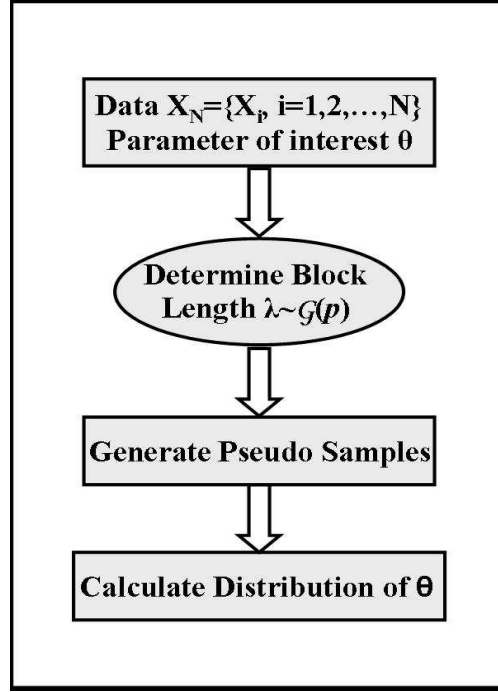 Data X_N={X_i, i=1,2,...,N}
Parameter of interest θ
Determine Block
Length λ~𝒢(p)
Generate Pseudo Samples
Calculate Distribution of θ